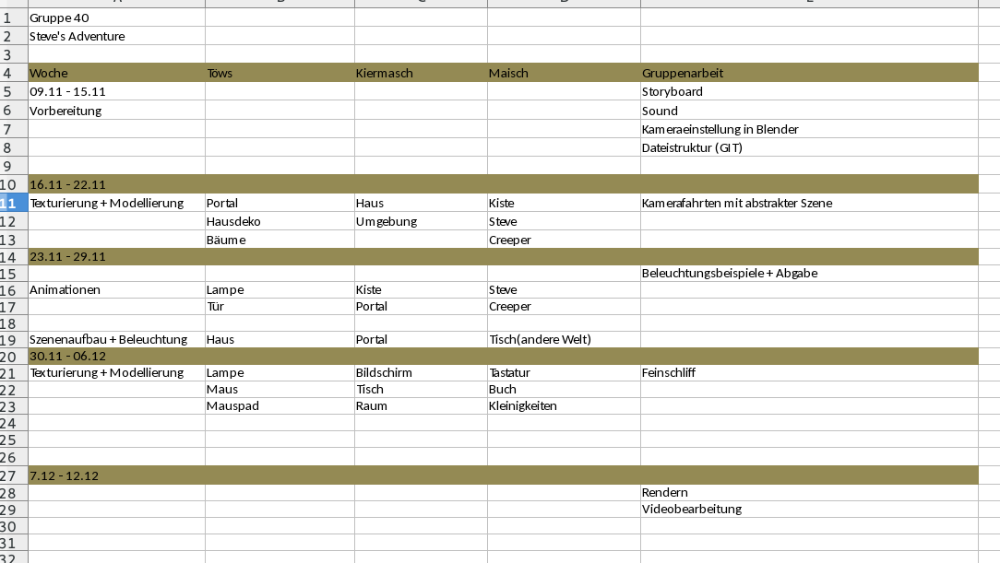 1 Gruppe 40
2 Steve's Adventure
3
4 Woche Töws Kiermasch Maisch Gruppenarbeit
5 09.11 - 15.11 Storyboard
6 Vorbereitung Sound
7 Kameraeinstellung in Blender
8 Dateistruktur (GIT)
9
10 16.11 - 22.11
11 Texturierung + Modellierung Portal Haus Kiste Kamerafahrten mit abstrakter Szene
12 Hausdeko Umgebung Steve
13 Bäume Creeper
14 23.11 - 29.11
15 Beleuchtungsbeispiele + Abgabe
16 Animationen Lampe Kiste Steve
17 Tür Portal Creeper
18
19 Szenenaufbau + Beleuchtung Haus Portal Tisch(andere Welt)
20 30.11 - 06.12
21 Texturierung + Modellierung Lampe Bildschirm Tastatur Feinschliff
22 Maus Tisch Buch
23 Mauspad Raum Kleinigkeiten
24
25
26
27 7.12 - 12.12
28 Rendern
29 Videobearbeitung
30
31
32